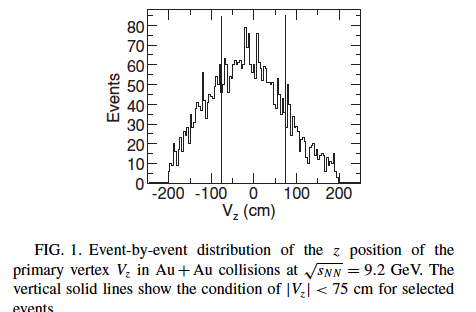 80
70
60
50
40
30
20
10
0
Events
-200 -100 0 100 200
V_z (cm)
FIG. 1. Event-by-event distribution of the z position of the
primary vertex V_z in Au + Au collisions at √s_NN = 9.2 GeV. The
vertical solid lines show the condition of |V_z| < 75 cm for selected
events